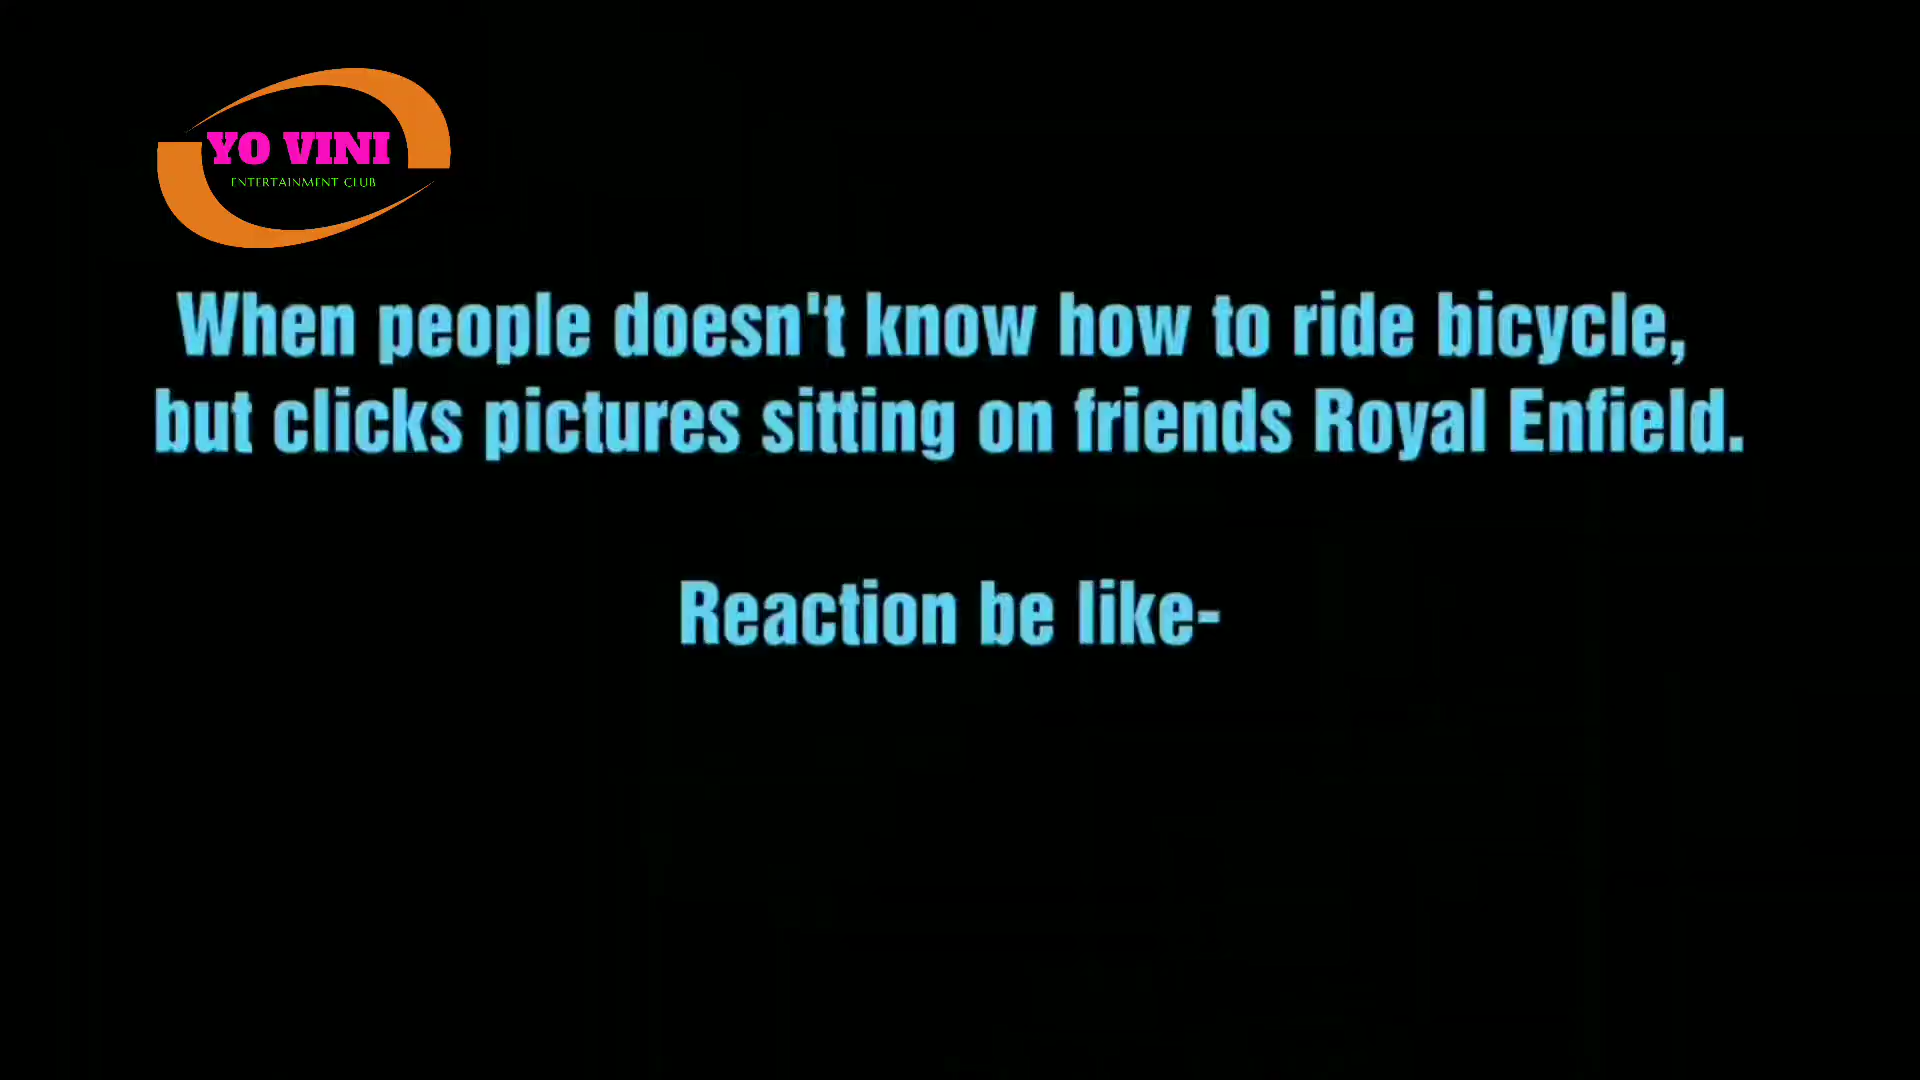 YO VINI
ENTERTAINMENT CLUB
When people doesn't know how to ride bicycle,
but clicks pictures sitting on friends Royal Enfield.
Reaction be like-